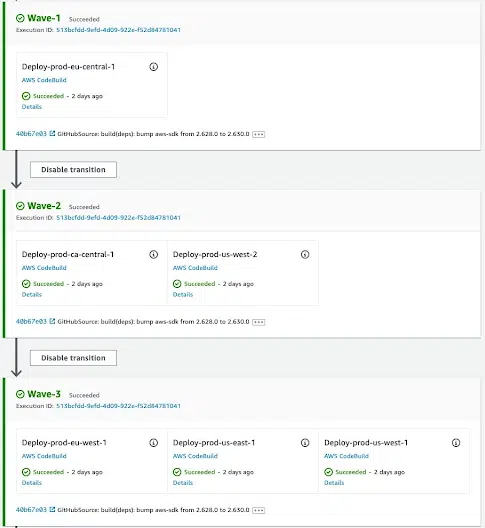 Wave-1 Succeeded
Execution ID: 513bcfdd-9efd-4d09-922e-f52d84781041
Deploy-prod-eu-central-1
AWS CodeBuild
Succeeded - 2 days ago
Details
40b67e03 GitHubSource: build(deps): bump aws-sdk from 2.628.0 to 2.630.0
Disable transition
Wave-2 Succeeded
Execution ID: 513bcfdd-9efd-4d09-922e-f52d84781041
Deploy-prod-ca-central-1 Deploy-prod-us-west-2
AWS CodeBuild AWS CodeBuild
Succeeded - 2 days ago Succeeded - 2 days ago
Details Details
40b67e03 GitHubSource: build(deps): bump aws-sdk from 2.628.0 to 2.630.0
Disable transition
Wave-3 Succeeded
Execution ID: 513bcfdd-9efd-4d09-922e-f52d84781041
Deploy-prod-eu-west-1 Deploy-prod-us-east-1 Deploy-prod-us-west-1
AWS CodeBuild AWS CodeBuild AWS CodeBuild
Succeeded - 2 days ago Succeeded - 2 days ago Succeeded - 2 days ago
Details Details Details
40b67e03 GitHubSource: build(deps): bump aws-sdk from 2.628.0 to 2.630.0